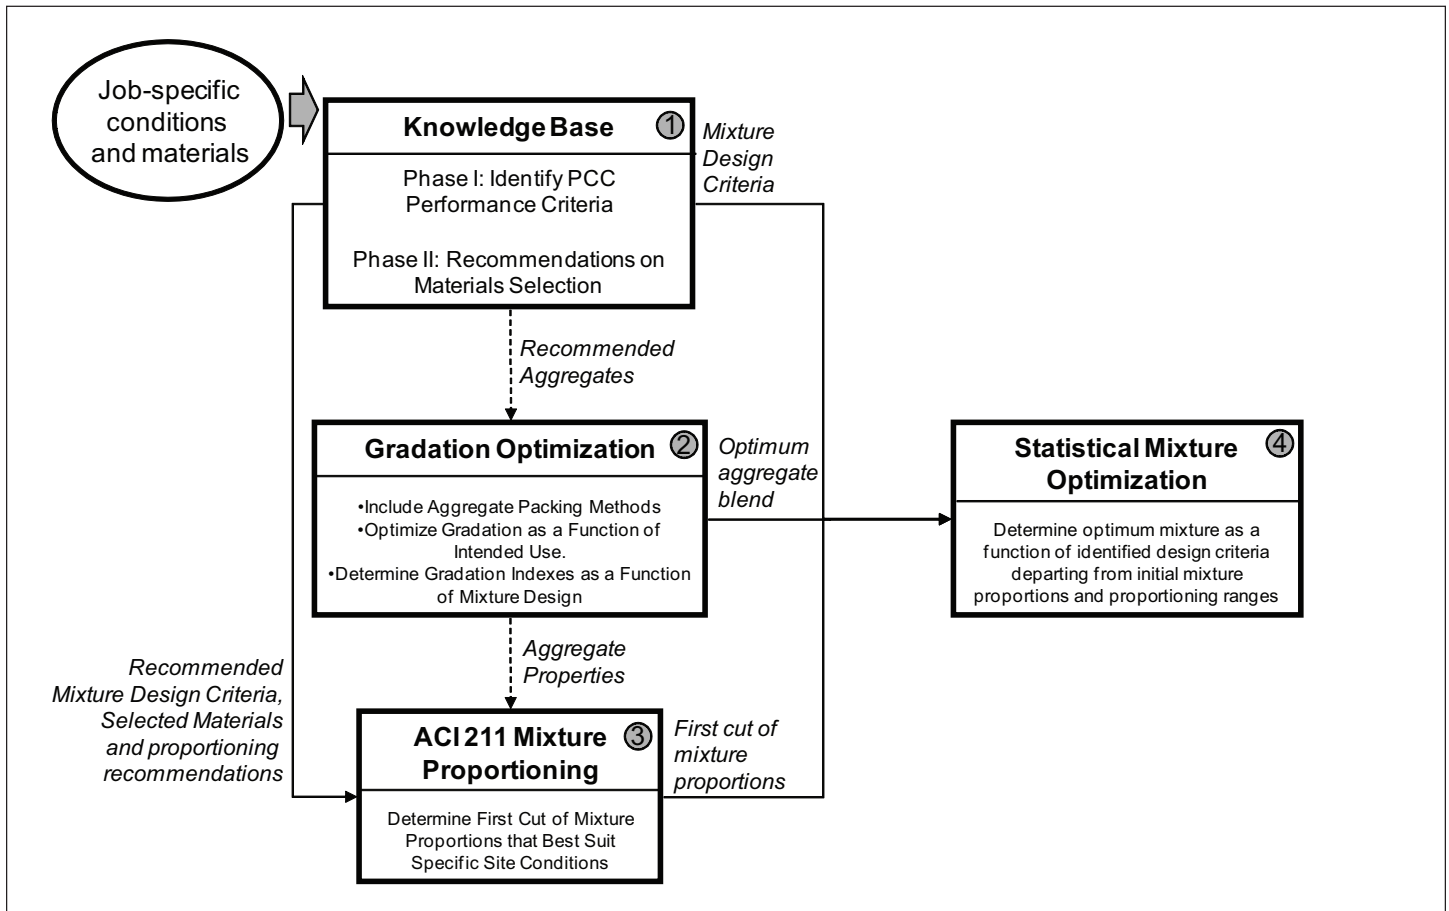 Job-specific
conditions
and materials
Knowledge Base
1
Mixture
Design
Criteria
Phase I: Identify PCC
Performance Criteria
Phase II: Recommendations on
Materials Selection
Recommended
Aggregates
Gradation Optimization
2
•Include Aggregate Packing Methods
•Optimize Gradation as a Function of
Intended Use.
•Determine Gradation Indexes as a Function
of Mixture Design
Optimum
aggregate
blend
Statistical Mixture
Optimization
4
Determine optimum mixture as a
function of identified design criteria
departing from initial mixture
proportions and proportioning ranges
Aggregate
Properties
Recommended
Mixture Design Criteria,
Selected Materials
and proportioning
recommendations
ACI 211 Mixture
Proportioning
3
Determine First Cut of Mixture
Proportions that Best Suit
Specific Site Conditions
First cut of
mixture
proportions